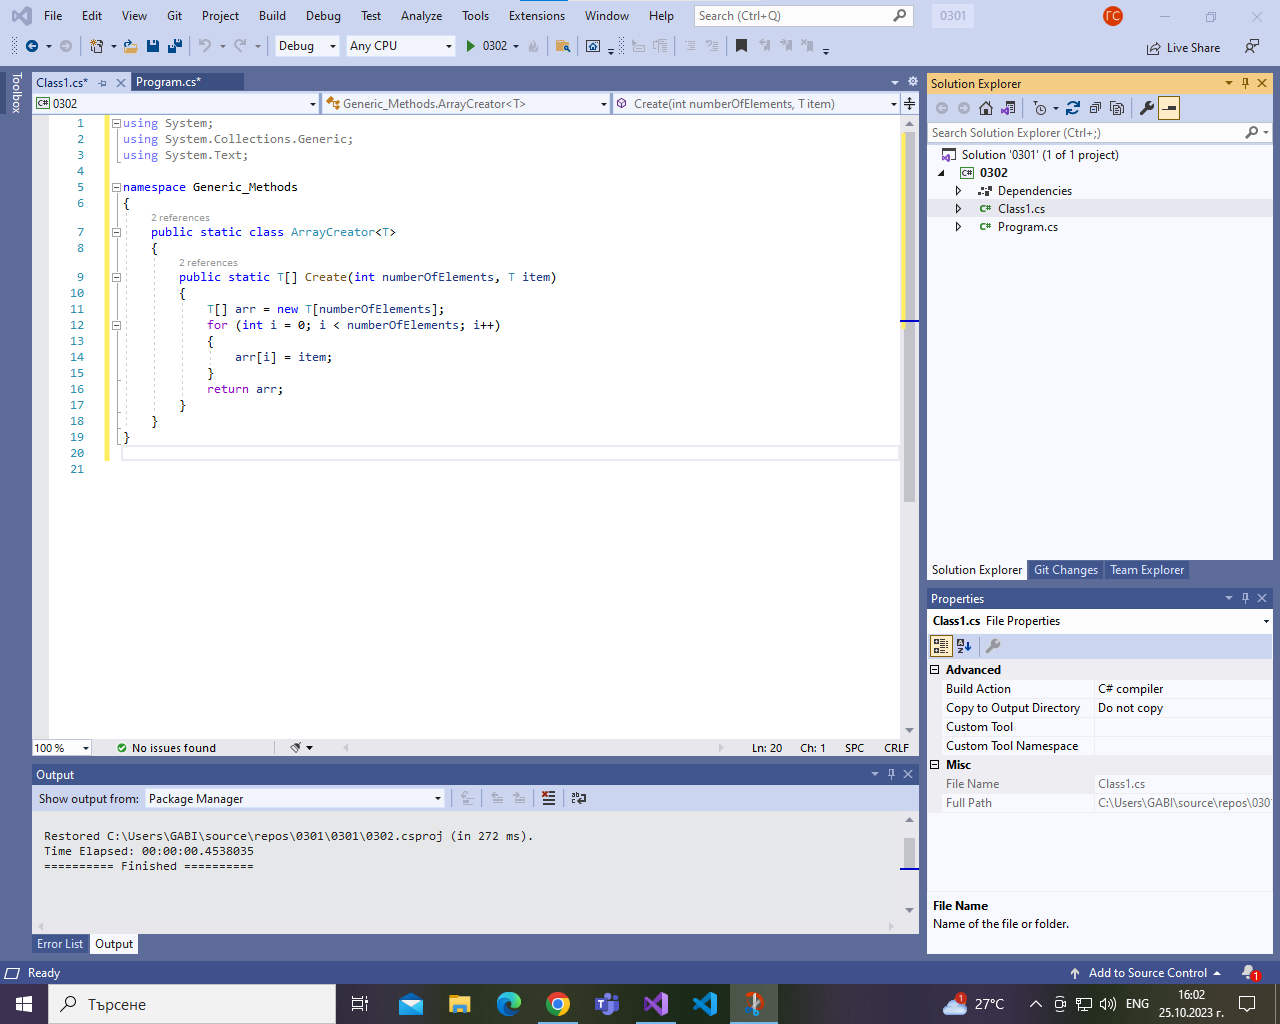 File Edit View Git Project Build Debug Test Analyze Tools Extensions Window Help Search (Ctrl+Q) 0301 ГС
Debug Any CPU 0302 Live Share
Toolbox
Class1.cs* Program.cs*
0302 Generic_Methods.ArrayCreator<T> Create(int numberOfElements, T item)
1 using System;
2 using System.Collections.Generic;
3 using System.Text;
4
5 namespace Generic_Methods
6 {
2 references
7 public static class ArrayCreator<T>
8 {
2 references
9 public static T[] Create(int numberOfElements, T item)
10 {
11 T[] arr = new T[numberOfElements];
12 for (int i = 0; i < numberOfElements; i++)
13 {
14 arr[i] = item;
15 }
16 return arr;
17 }
18 }
19 }
20
21
100 % No issues found Ln: 20 Ch: 1 SPC CRLF
Output
Show output from: Package Manager
Restored C:\Users\GABI\source\repos\0301\0301\0302.csproj (in 272 ms).
Time Elapsed: 00:00:00.4538035
========== Finished ==========
Error List Output
Solution Explorer
Search Solution Explorer (Ctrl+;)
Solution '0301' (1 of 1 project)
0302
Dependencies
C# Class1.cs
C# Program.cs
Solution Explorer Git Changes Team Explorer
Properties
Class1.cs File Properties
Advanced
Build Action C# compiler
Copy to Output Directory Do not copy
Custom Tool
Custom Tool Namespace
Misc
File Name Class1.cs
Full Path C:\Users\GABI\source\repos\0301
File Name
Name of the file or folder.
Ready Add to Source Control 1
Търсене 1 27°C ENG 16:02
25.10.2023 г.